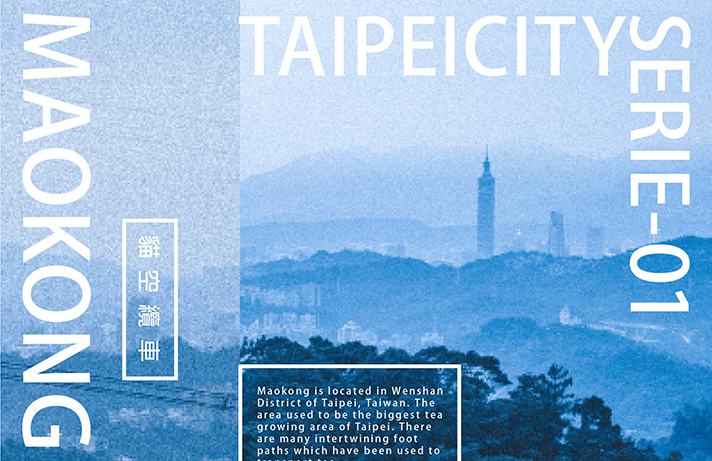 MAOKONG
TAIPEICITY
SERIE-01
貓空纜車
Maokong is located in Wenshan
District of Taipei, Taiwan. The
area used to be the biggest tea
growing area of Taipei. There
are many intertwining foot
paths which have been used to
transport tea